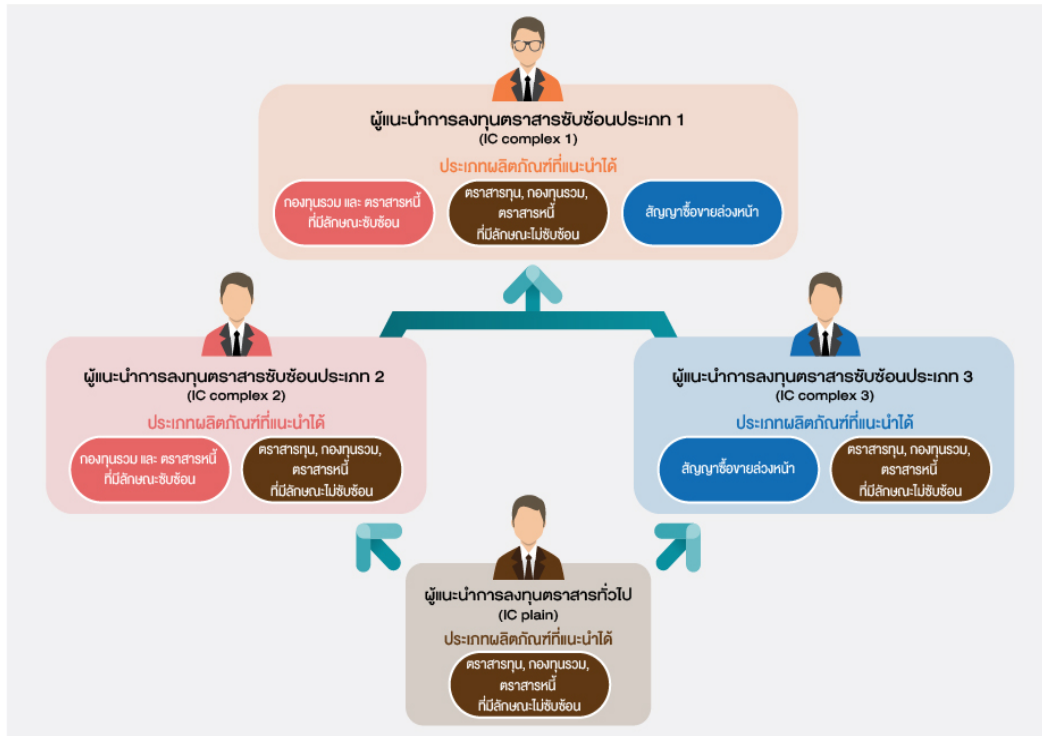 ผู้แนะนำการลงทุนตราสารซับซ้อนประเภท 1
(IC complex 1)
ประเภทผลิตภัณฑ์ที่แนะนำได้
กองทุนรวม และ ตราสารหนี้
ที่มีลักษณะซับซ้อน
ตราสารทุน, กองทุนรวม,
ตราสารหนี้
ที่มีลักษณะไม่ซับซ้อน
สัญญาซื้อขายล่วงหน้า
ผู้แนะนำการลงทุนตราสารซับซ้อนประเภท 2
(IC complex 2)
ประเภทผลิตภัณฑ์ที่แนะนำได้
กองทุนรวม และ ตราสารหนี้
ที่มีลักษณะซับซ้อน
ตราสารทุน, กองทุนรวม,
ตราสารหนี้
ที่มีลักษณะไม่ซับซ้อน
ผู้แนะนำการลงทุนตราสารซับซ้อนประเภท 3
(IC complex 3)
ประเภทผลิตภัณฑ์ที่แนะนำได้
สัญญาซื้อขายล่วงหน้า
ตราสารทุน, กองทุนรวม,
ตราสารหนี้
ที่มีลักษณะไม่ซับซ้อน
ผู้แนะนำการลงทุนตราสารทั่วไป
(IC plain)
ประเภทผลิตภัณฑ์ที่แนะนำได้
ตราสารทุน, กองทุนรวม,
ตราสารหนี้
ที่มีลักษณะไม่ซับซ้อน